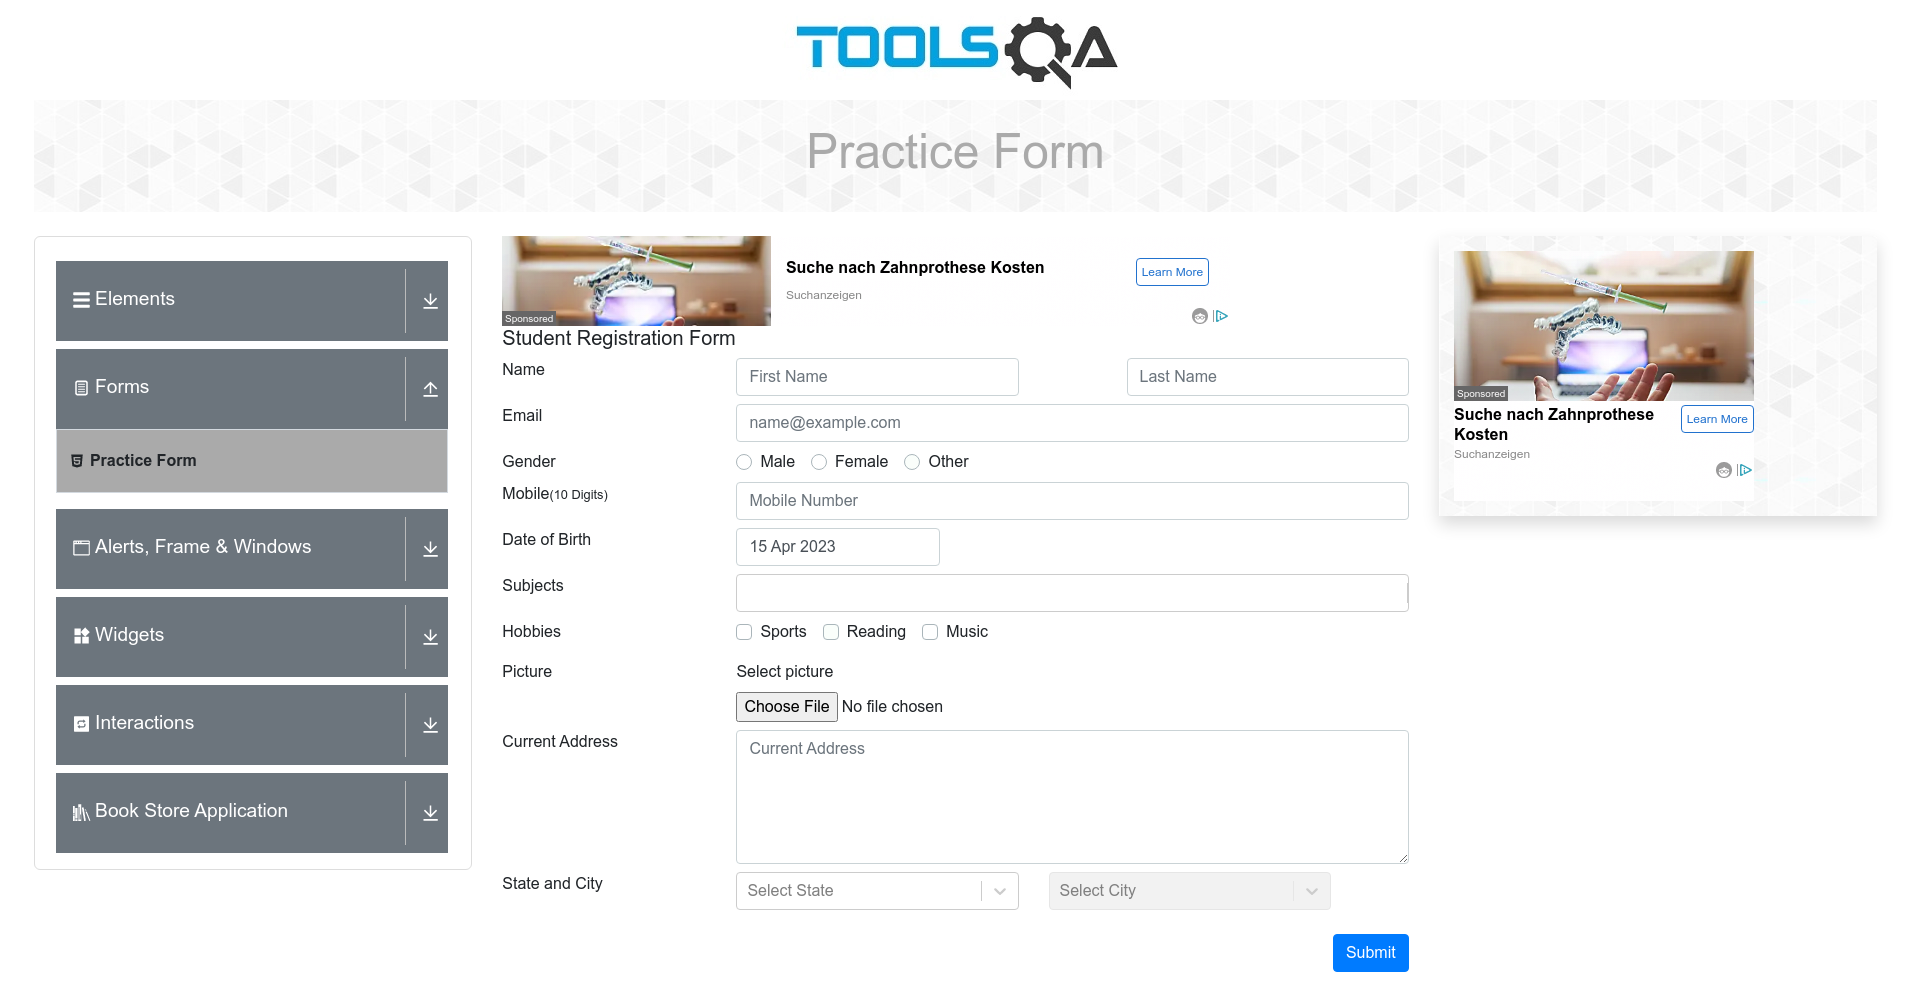 TOOLSQA
Practice Form
Elements
Forms
Practice Form
Alerts, Frame & Windows
Widgets
Interactions
Book Store Application
Sponsored
Suche nach Zahnprothese Kosten
Suchanzeigen
Learn More
Student Registration Form
Name
First Name
Last Name
Email
name@example.com
Gender
Male Female Other
Mobile(10 Digits)
Mobile Number
Date of Birth
15 Apr 2023
Subjects
Hobbies
Sports Reading Music
Picture
Select picture
Choose File No file chosen
Current Address
Current Address
State and City
Select State
Select City
Submit
Sponsored
Suche nach Zahnprothese
Kosten
Learn More
Suchanzeigen